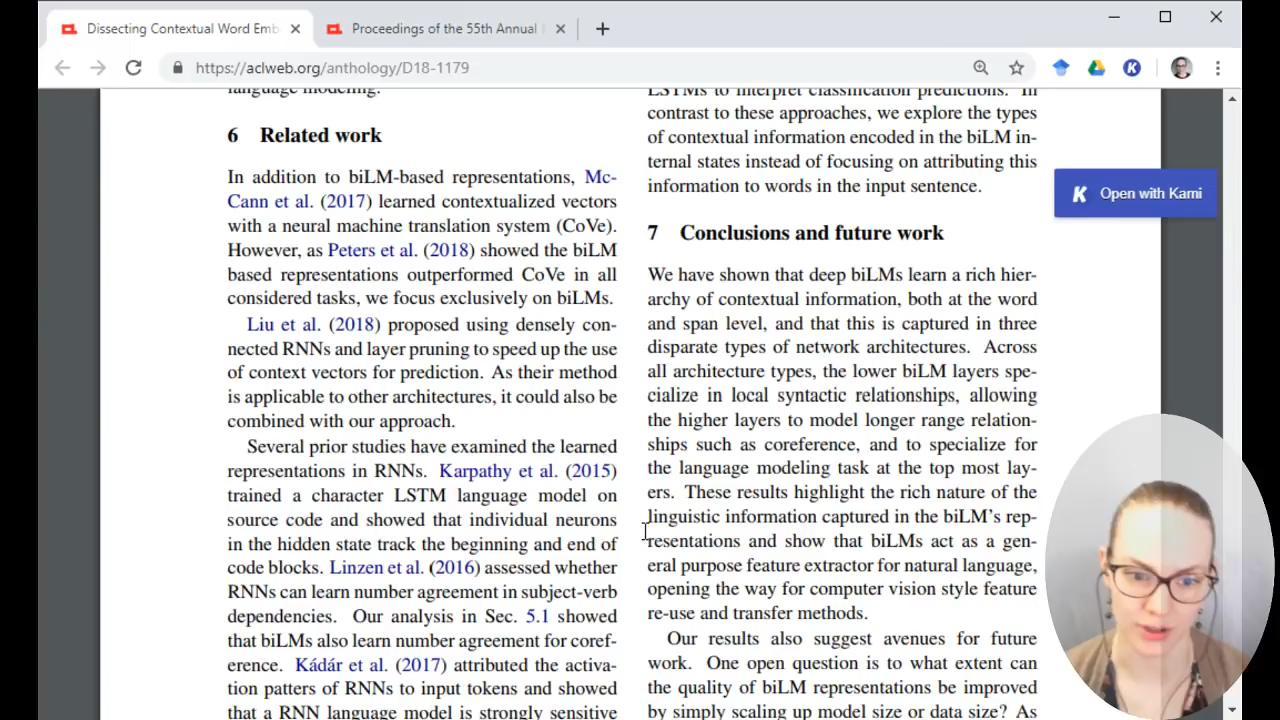 Dissecting Contextual Word Emb
Proceedings of the 55th Annual
https://aclweb.org/anthology/D18-1179
language modeling.
6 Related work
In addition to biLM-based representations, Mc-
Cann et al. (2017) learned contextualized vectors
with a neural machine translation system (CoVe).
However, as Peters et al. (2018) showed the biLM
based representations outperformed CoVe in all
considered tasks, we focus exclusively on biLMs.
Liu et al. (2018) proposed using densely con-
nected RNNs and layer pruning to speed up the use
of context vectors for prediction. As their method
is applicable to other architectures, it could also be
combined with our approach.
Several prior studies have examined the learned
representations in RNNs. Karpathy et al. (2015)
trained a character LSTM language model on
source code and showed that individual neurons
in the hidden state track the beginning and end of
code blocks. Linzen et al. (2016) assessed whether
RNNs can learn number agreement in subject-verb
dependencies. Our analysis in Sec. 5.1 showed
that biLMs also learn number agreement for coref-
erence. Kádár et al. (2017) attributed the activa-
tion patters of RNNs to input tokens and showed
that a RNN language model is strongly sensitive
LSTMs to interpret classification predictions. In
contrast to these approaches, we explore the types
of contextual information encoded in the biLM in-
ternal states instead of focusing on attributing this
information to words in the input sentence.
7 Conclusions and future work
We have shown that deep biLMs learn a rich hier-
archy of contextual information, both at the word
and span level, and that this is captured in three
disparate types of network architectures. Across
all architecture types, the lower biLM layers spe-
cialize in local syntactic relationships, allowing
the higher layers to model longer range relation-
ships such as coreference, and to specialize for
the language modeling task at the top most lay-
ers. These results highlight the rich nature of the
linguistic information captured in the biLM's rep-
resentations and show that biLMs act as a gen-
eral purpose feature extractor for natural language,
opening the way for computer vision style feature
re-use and transfer methods.
Our results also suggest avenues for future
work. One open question is to what extent can
the quality of biLM representations be improved
by simply scaling up model size or data size? As
K Open with Kami